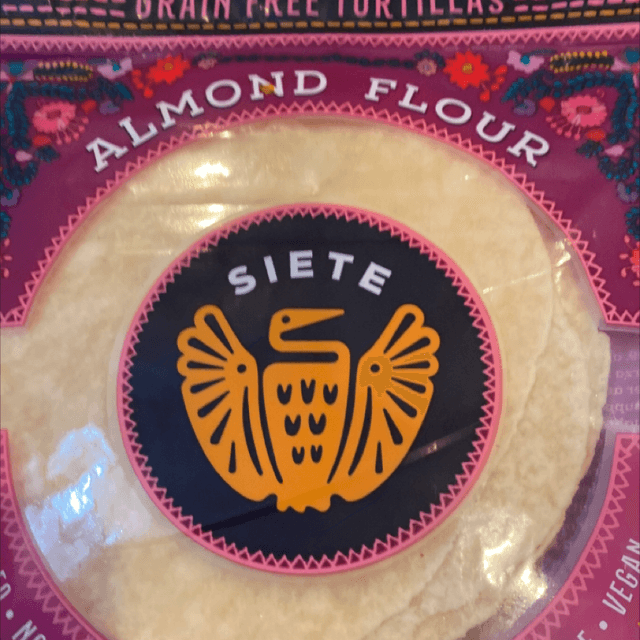 GRAIN FREE TORTILLAS
ALMOND FLOUR
SIETE
VEGAN